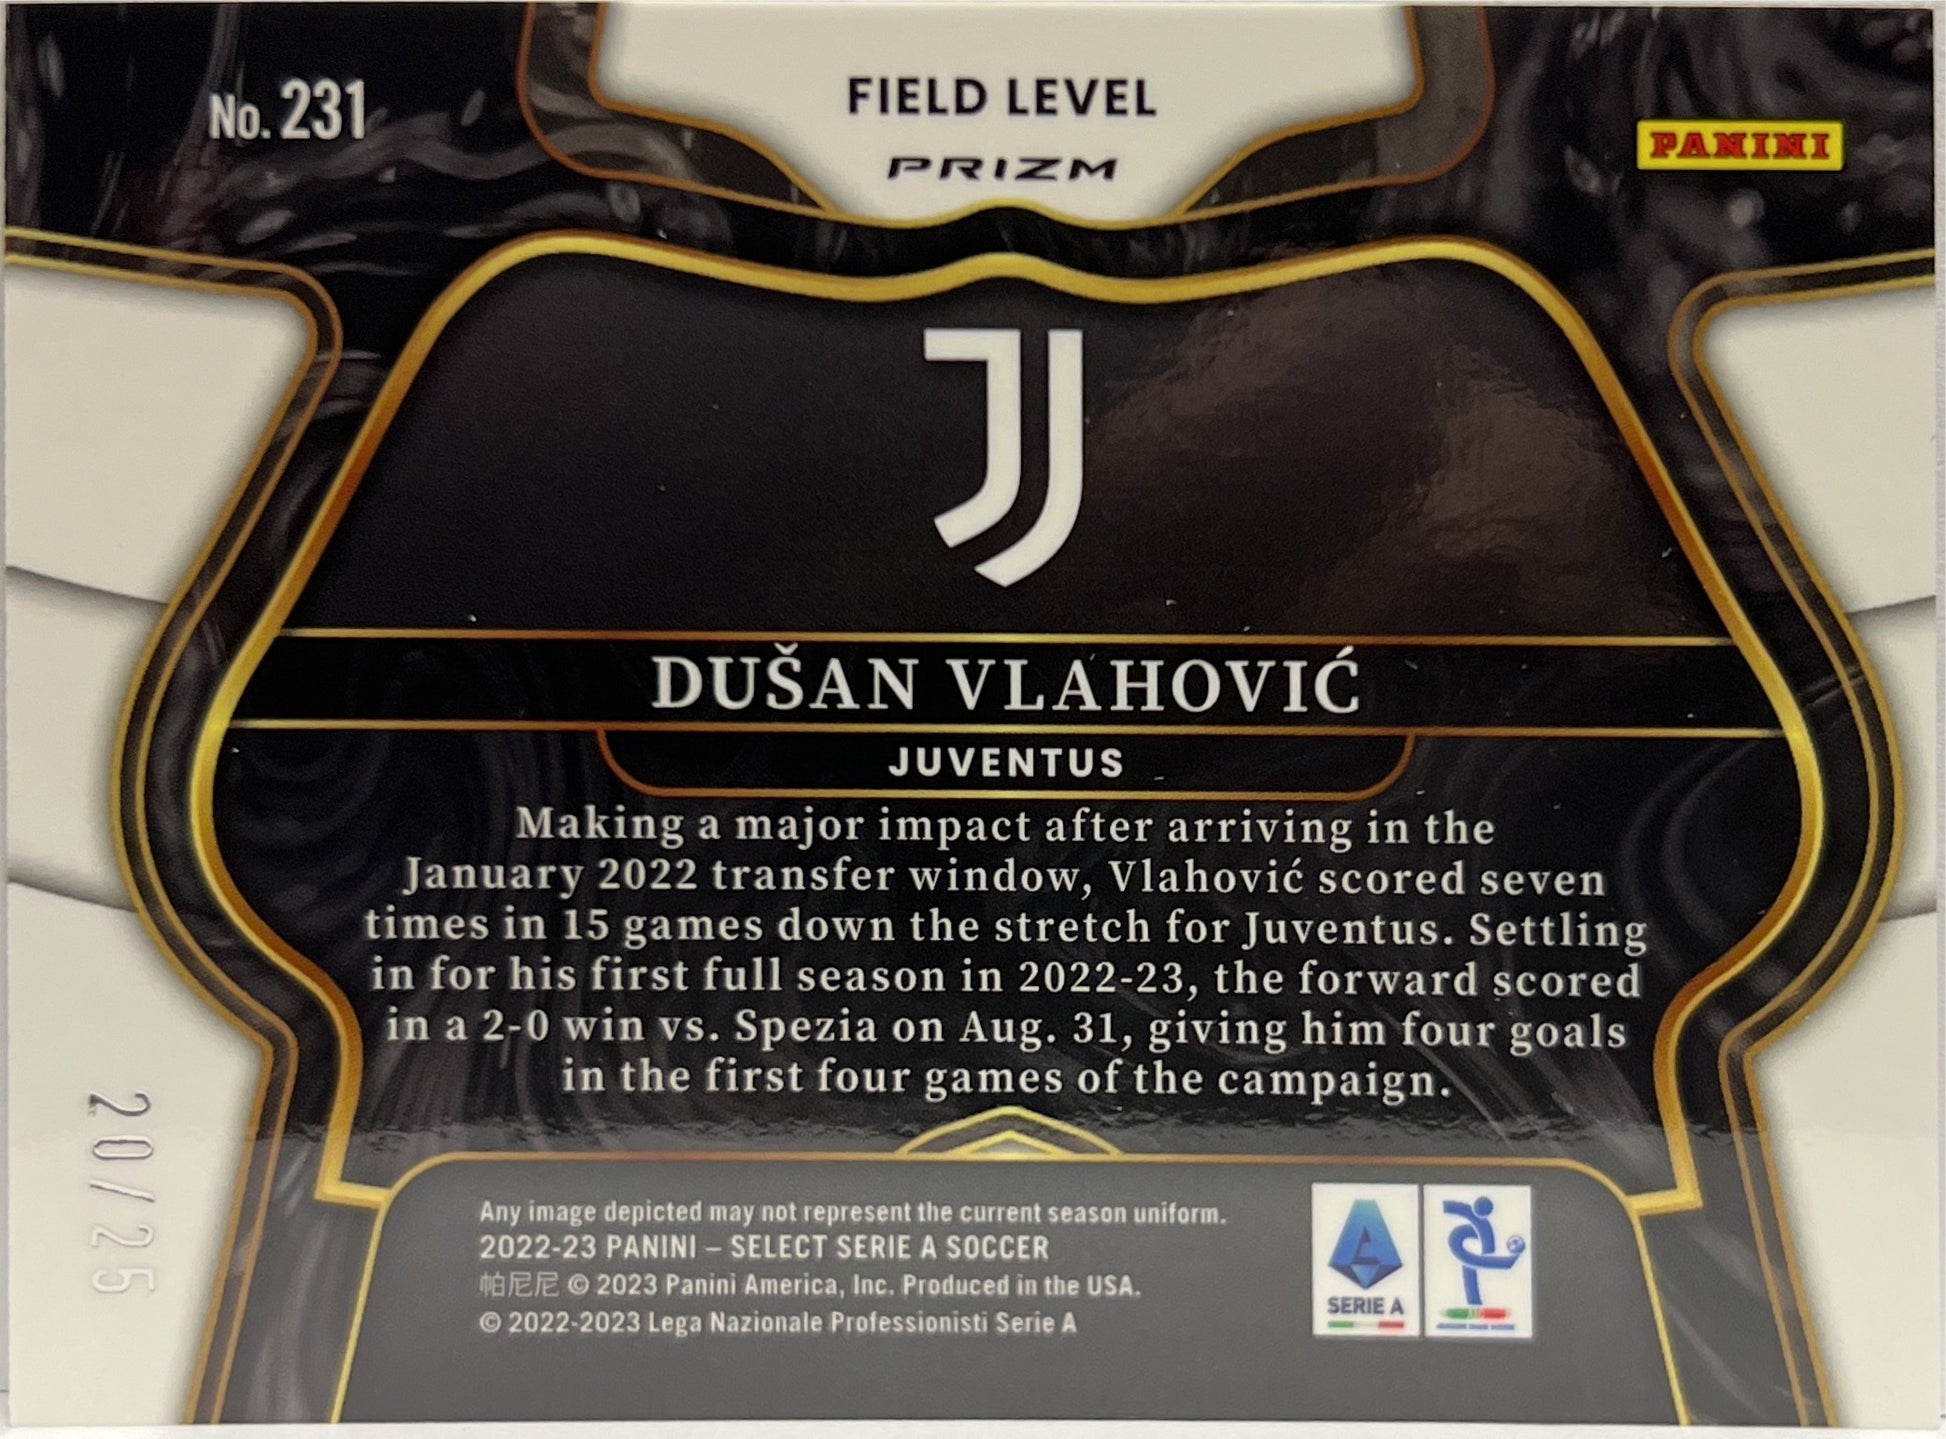 No. 231
FIELD LEVEL
PRIZM
PANINI
DUŠAN VLAHOVIĆ
JUVENTUS
Making a major impact after arriving in the
January 2022 transfer window, Vlahović scored seven
times in 15 games down the stretch for Juventus. Settling
in for his first full season in 2022-23, the forward scored
in a 2-0 win vs. Spezia on Aug. 31, giving him four goals
in the first four games of the campaign.
20/25
Any image depicted may not represent the current season uniform.
2022-23 PANINI – SELECT SERIE A SOCCER
帕尼尼 © 2023 Panini America, Inc. Produced in the USA.
© 2022-2023 Lega Nazionale Professionisti Serie A
SERIE A